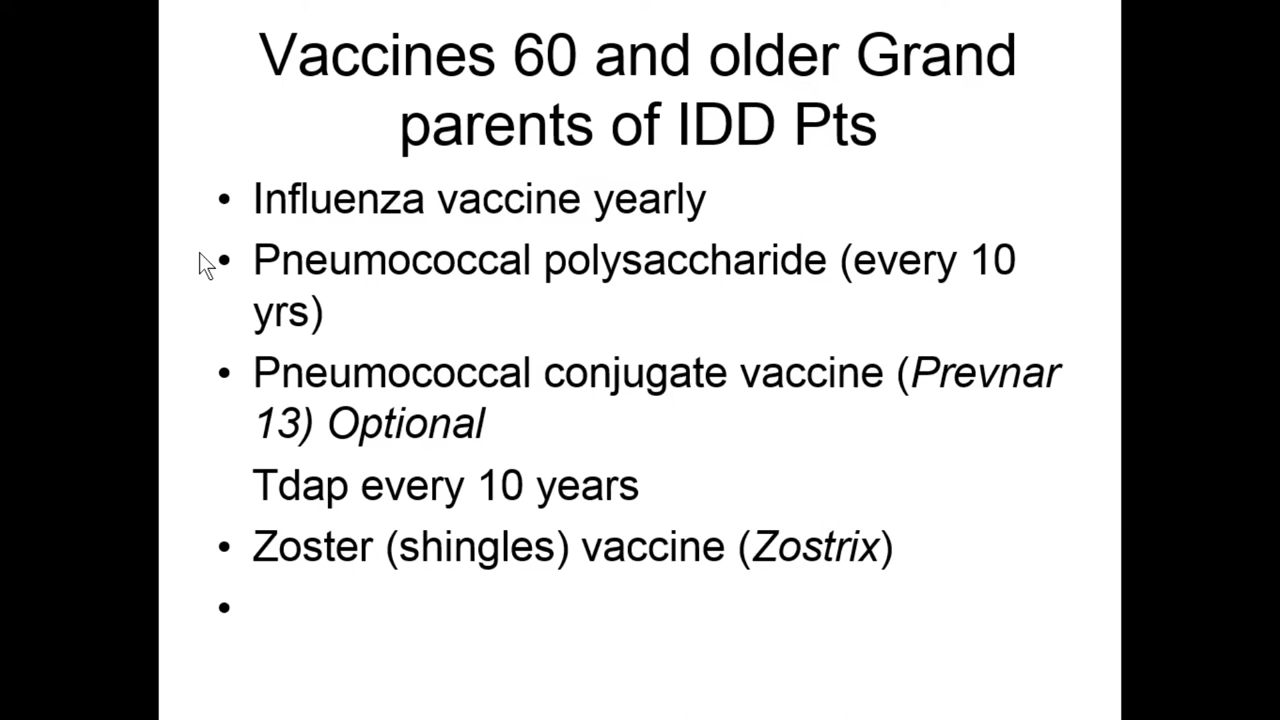 Vaccines 60 and older Grand
parents of IDD Pts
• Influenza vaccine yearly
• Pneumococcal polysaccharide (every 10
yrs)
• Pneumococcal conjugate vaccine (Prevnar
13) Optional
Tdap every 10 years
• Zoster (shingles) vaccine (Zostrix)
•